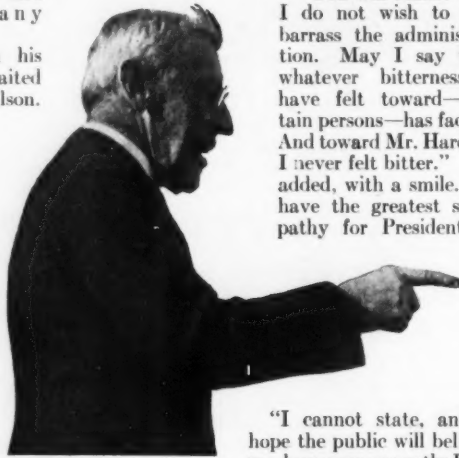 a n y
his
aited
lson.
I do not wish to
barrass the adminis
tion. May I say
whatever bitterness
have felt toward—
tain persons—has
And toward Mr.
I never felt bitter.”
added, with a smile.
have the greatest s
pathy for President
“I cannot state, an
hope the public will bel